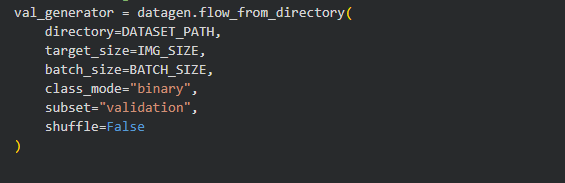 val_generator = datagen.flow_from_directory(
    directory=DATASET_PATH,
    target_size=IMG_SIZE,
    batch_size=BATCH_SIZE,
    class_mode="binary",
    subset="validation",
    shuffle=False
)